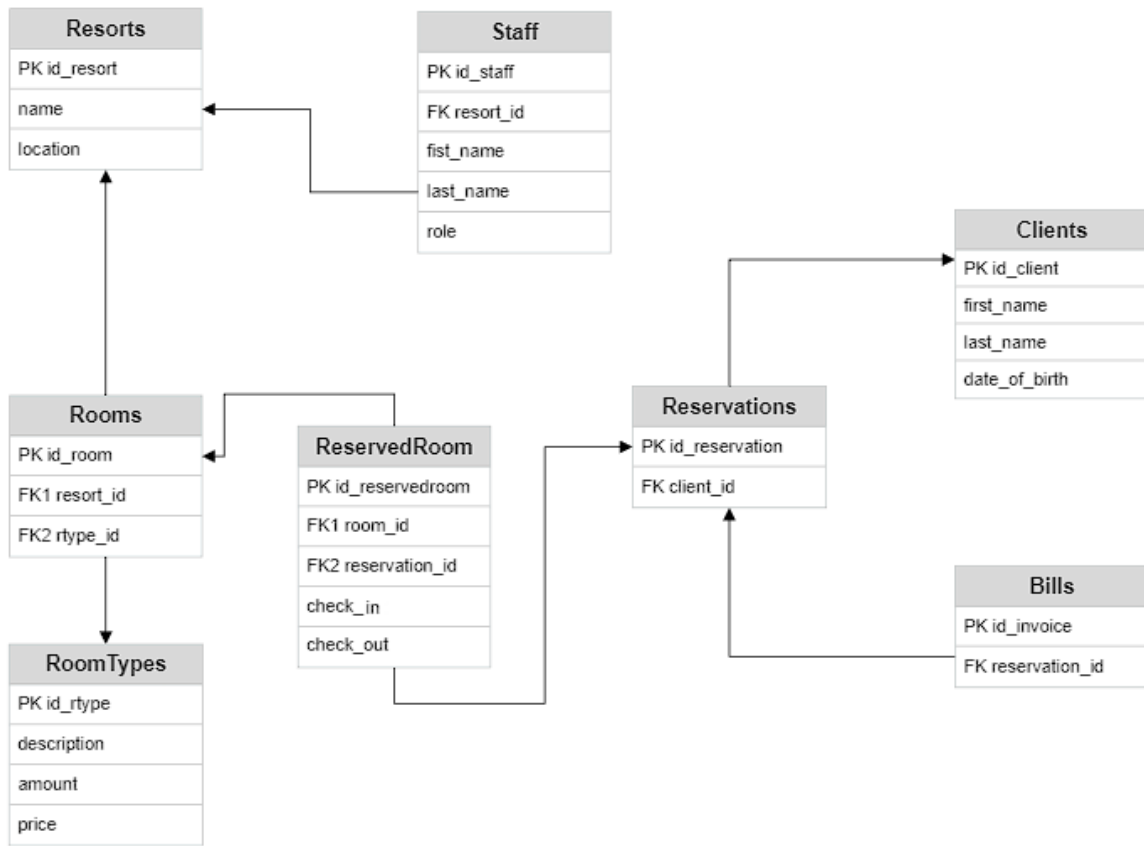 Resorts
PK id_resort
name
location
Staff
PK id_staff
FK resort_id
fist_name
last_name
role
Clients
PK id_client
first_name
last_name
date_of_birth
Rooms
PK id_room
FK1 resort_id
FK2 rtype_id
ReservedRoom
PK id_reservedroom
FK1 room_id
FK2 reservation_id
check_in
check_out
Reservations
PK id_reservation
FK client_id
Bills
PK id_invoice
FK reservation_id
RoomTypes
PK id_rtype
description
amount
price